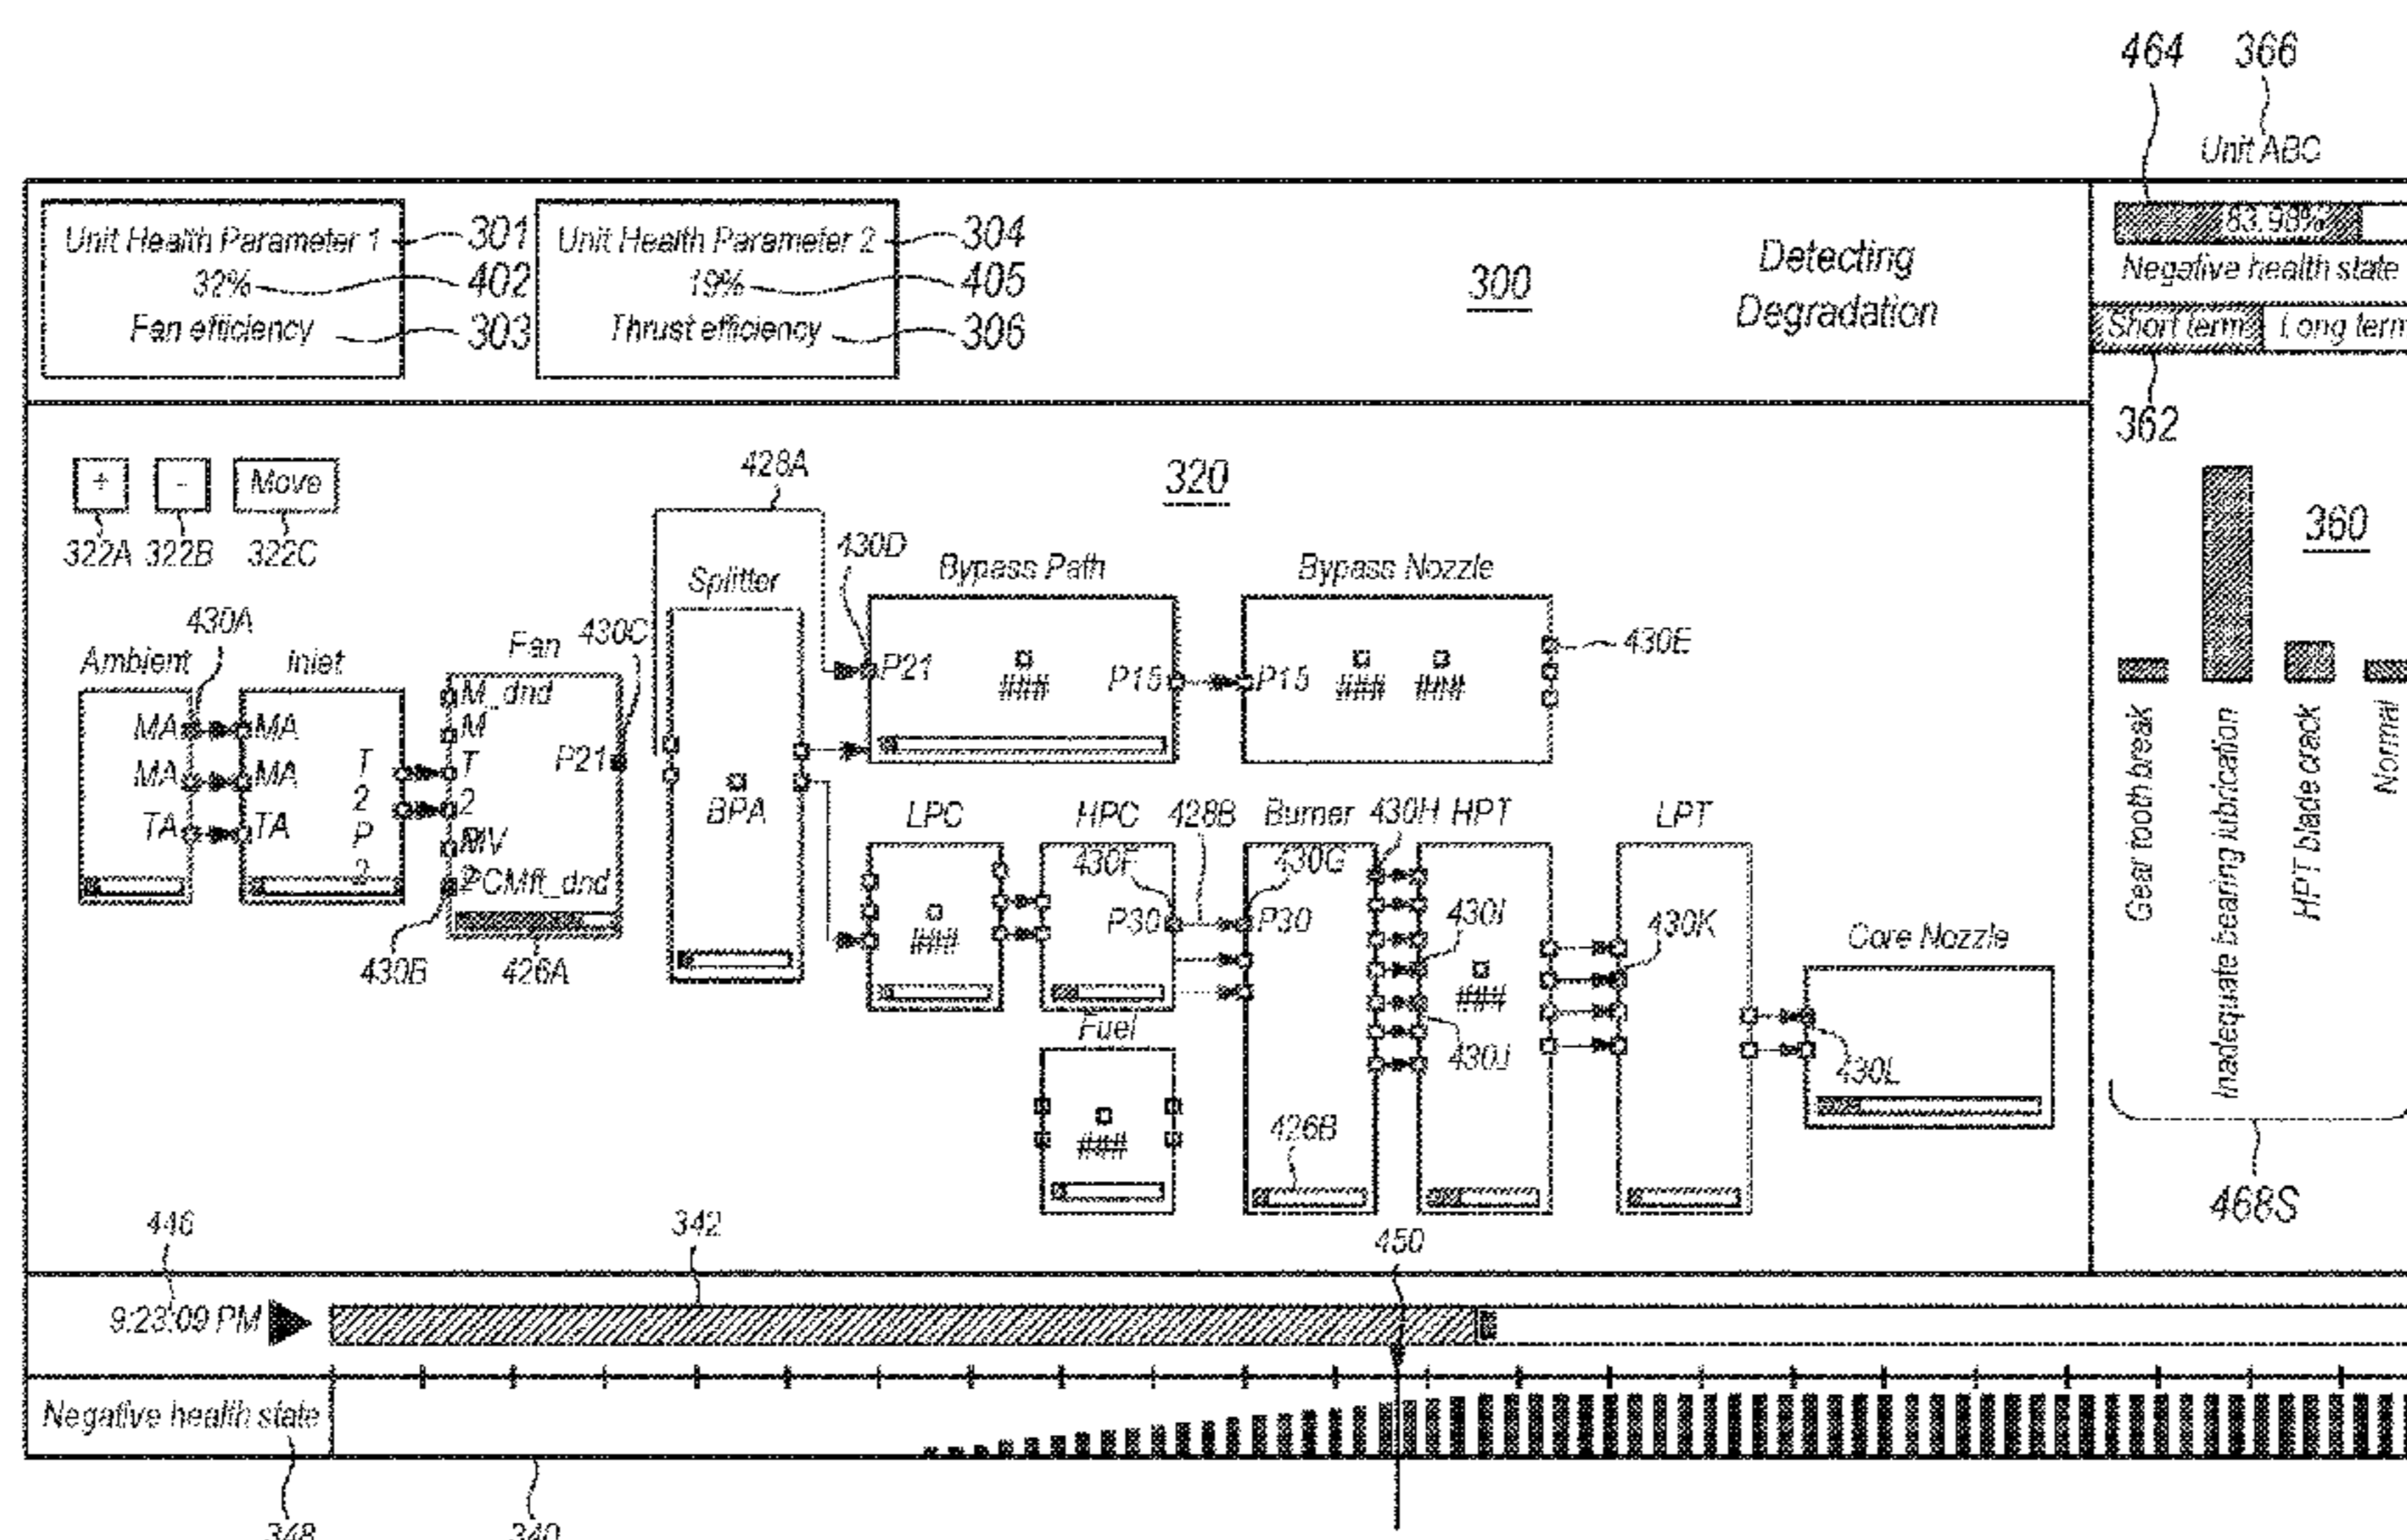 464 366
Unit ABC
Unit Health Parameter 1 301
32% 402
Fan efficiency 303
Unit Health Parameter 2 304
19% 405
Thrust efficiency 306
300
Detecting
Degradation
83.98%
Negative health state
Short term Long term
362
+ - Move
322A 322B 322C
428A
320
360
430D
Splitter
Bypass Path
Bypass Nozzle
430A
Ambient
Inlet
Fan
430C
430E
MA MA
MA MA
TA TA
T
2
P
2
M_dnd
M
T
2
MV
PCMft_dnd
P21
430B
426A
BPA
P21
###
P15
P15
### ###
LPC
HPC
428B
Burner
430H
HPT
LPT
430F
430G
###
P30
P30
430I
###
430J
430K
Core Nozzle
430L
Fuel
###
426B
Gear tooth break
Inadequate bearing lubrication
HPT blade crack
Normal
468S
446
342
450
9:23:09 PM
Negative health state
348
340